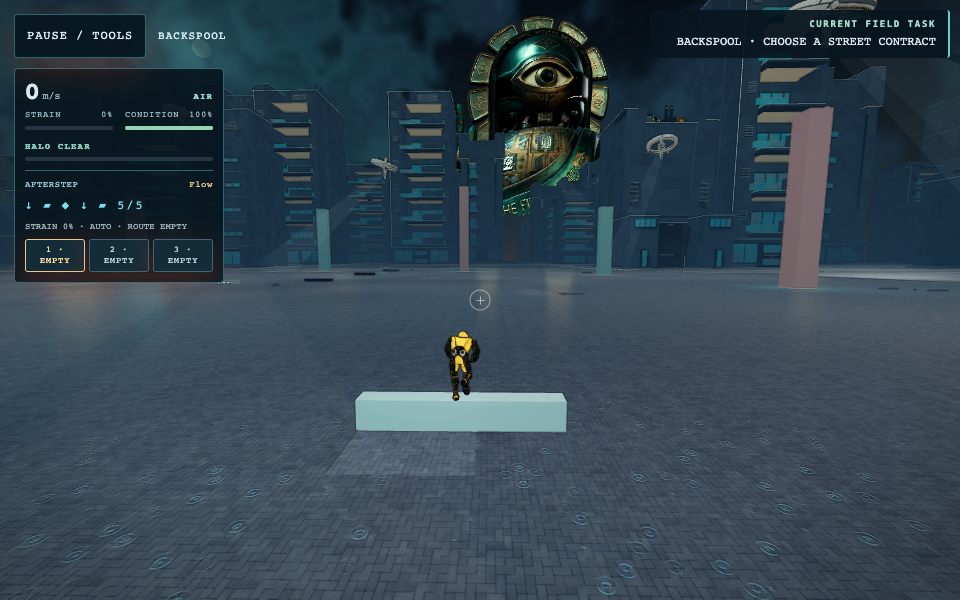 PAUSE / TOOLS
BACKSPOOL
CURRENT FIELD TASK
BACKSPOOL · CHOOSE A STREET CONTRACT
0 m/s
AIR
STRAIN 0%
CONDITION 100%
HALO CLEAR
AFTERSTEP
Flow
↓ ▰ ◆ ↓ ▰ 5/5
STRAIN 0% · AUTO · ROUTE EMPTY
1 ·
EMPTY
2 ·
EMPTY
3 ·
EMPTY